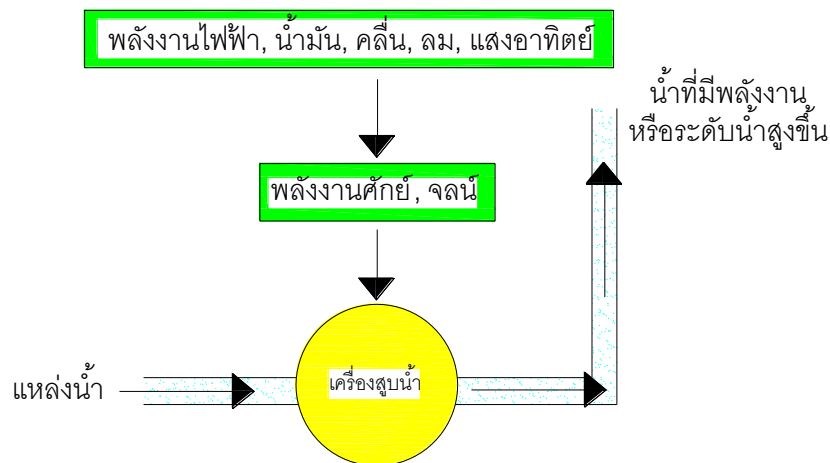 พลังงานไฟฟ้า, น้ำมัน, คลื่น, ลม, แสงอาทิตย์
น้ำที่มีพลังงาน
หรือระดับน้ำสูงขึ้น
พลังงานศักย์, จลน์
แหล่งน้ำ
เครื่องสูบน้ำ